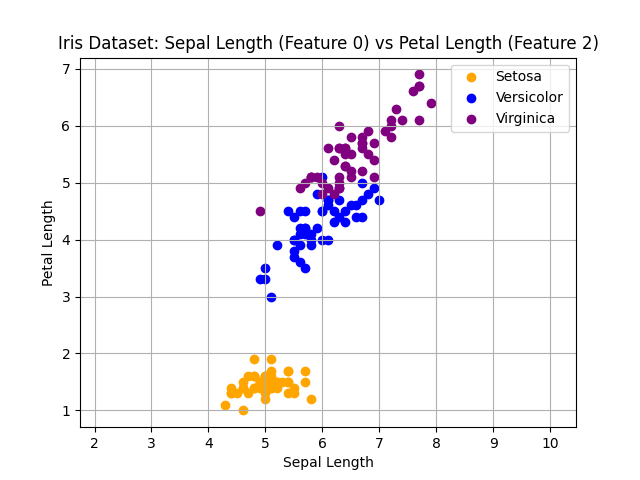 Iris Dataset: Sepal Length (Feature 0) vs Petal Length (Feature 2)
Setosa
Versicolor
Virginica
7
6
5
4
3
2
1
Petal Length
2 3 4 5 6 7 8 9 10
Sepal Length